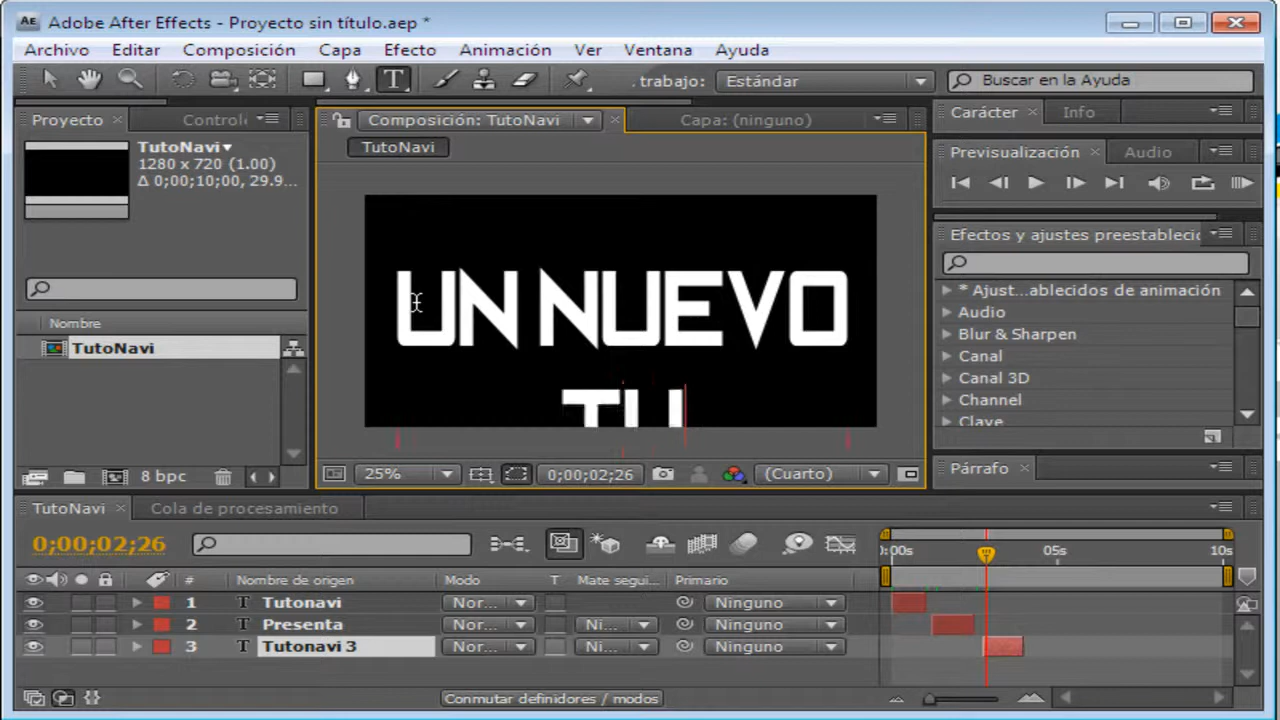 Ae Adobe After Effects - Proyecto sin título.aep *
Archivo Editar Composición Capa Efecto Animación Ver Ventana Ayuda
T . trabajo: Estándar Buscar en la Ayuda
Proyecto Control
Composición: TutoNavi Capa: (ninguno)
Carácter Info
TutoNavi
1280 x 720 (1.00)
Δ 0;00;10;00, 29.9...
TutoNavi
Previsualización Audio
UN NUEVO
TU
Efectos y ajustes preestableci
Nombre
TutoNavi
* Ajust...ablecidos de animación
Audio
Blur & Sharpen
Canal
Canal 3D
Channel
Clave
8 bpc
25% 0;00;02;26 (Cuarto)
Párrafo
TutoNavi Cola de procesamiento
0;00;02;26
0:00s 05s 10s
# Nombre de origen Modo T Mate segui... Primario
1 T Tutonavi Nor... Ninguno
2 T Presenta Nor... Ni... Ninguno
3 T Tutonavi 3 Nor... Ni... Ninguno
Conmutar definidores / modos